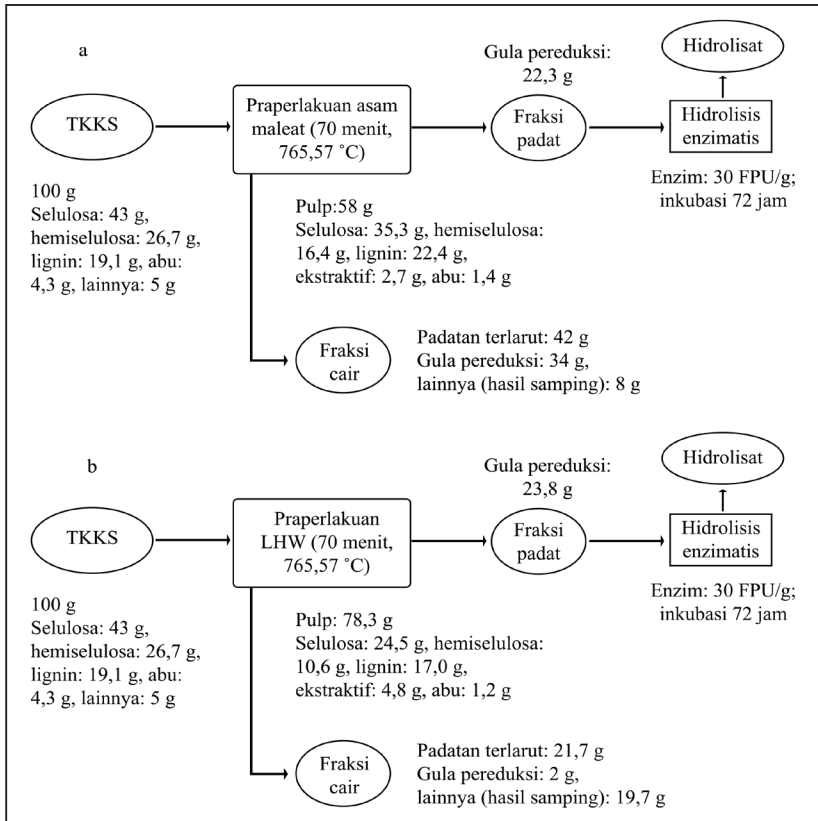 a
TKKS
100 g
Selulosa: 43 g,
hemiselulosa: 26,7 g,
lignin: 19,1 g, abu:
4,3 g, lainnya: 5 g
Praperlakuan asam
maleat (70 menit,
765,57 ˚C)
Pulp:58 g
Selulosa: 35,3 g, hemiselulosa:
16,4 g, lignin: 22,4 g,
ekstraktif: 2,7 g, abu: 1,4 g
Gula pereduksi:
22,3 g
Fraksi
padat
Hidrolisat
Hidrolisis
enzimatis
Enzim: 30 FPU/g;
inkubasi 72 jam
Fraksi
cair
Padatan terlarut: 42 g
Gula pereduksi: 34 g,
lainnya (hasil samping): 8 g
b
TKKS
100 g
Selulosa: 43 g,
hemiselulosa: 26,7 g,
lignin: 19,1 g, abu:
4,3 g, lainnya: 5 g
Praperlakuan
LHW (70 menit,
765,57 ˚C)
Pulp: 78,3 g
Selulosa: 24,5 g, hemiselulosa:
10,6 g, lignin: 17,0 g,
ekstraktif: 4,8 g, abu: 1,2 g
Gula pereduksi:
23,8 g
Fraksi
padat
Hidrolisat
Hidrolisis
enzimatis
Enzim: 30 FPU/g;
inkubasi 72 jam
Fraksi
cair
Padatan terlarut: 21,7 g
Gula pereduksi: 2 g,
lainnya (hasil samping): 19,7 g